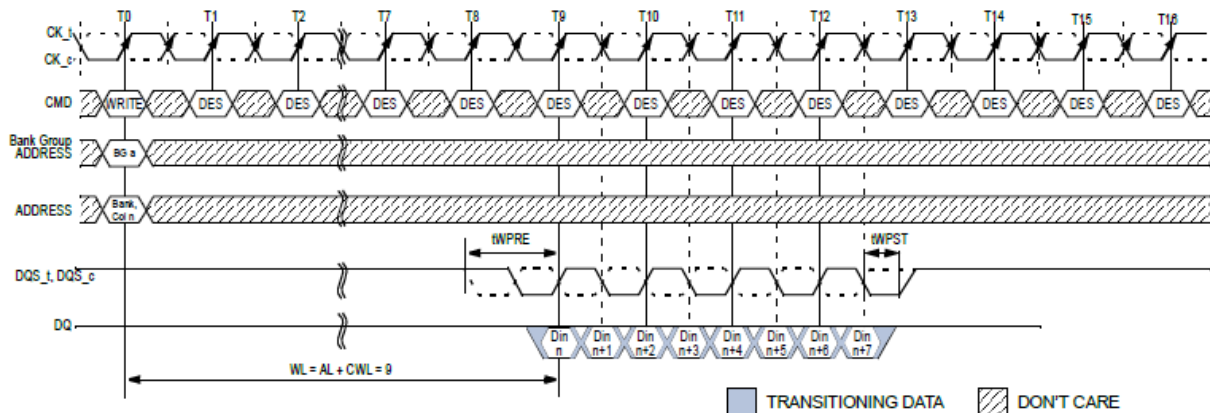 T0 T1 T2 T7 T8 T9 T10 T11 T12 T13 T14 T15 T16
CK_t
CK_c
CMD WRITE DES DES DES DES DES DES DES DES DES DES DES DES
Bank Group
ADDRESS
BG a
ADDRESS
Bank,
Col n
tWPRE tWPST
DQS_t, DQS_c
DQ
Din Din Din Din Din Din Din Din
n n+1 n+2 n+3 n+4 n+5 n+6 n+7
WL = AL + CWL = 9
TRANSITIONING DATA DON'T CARE